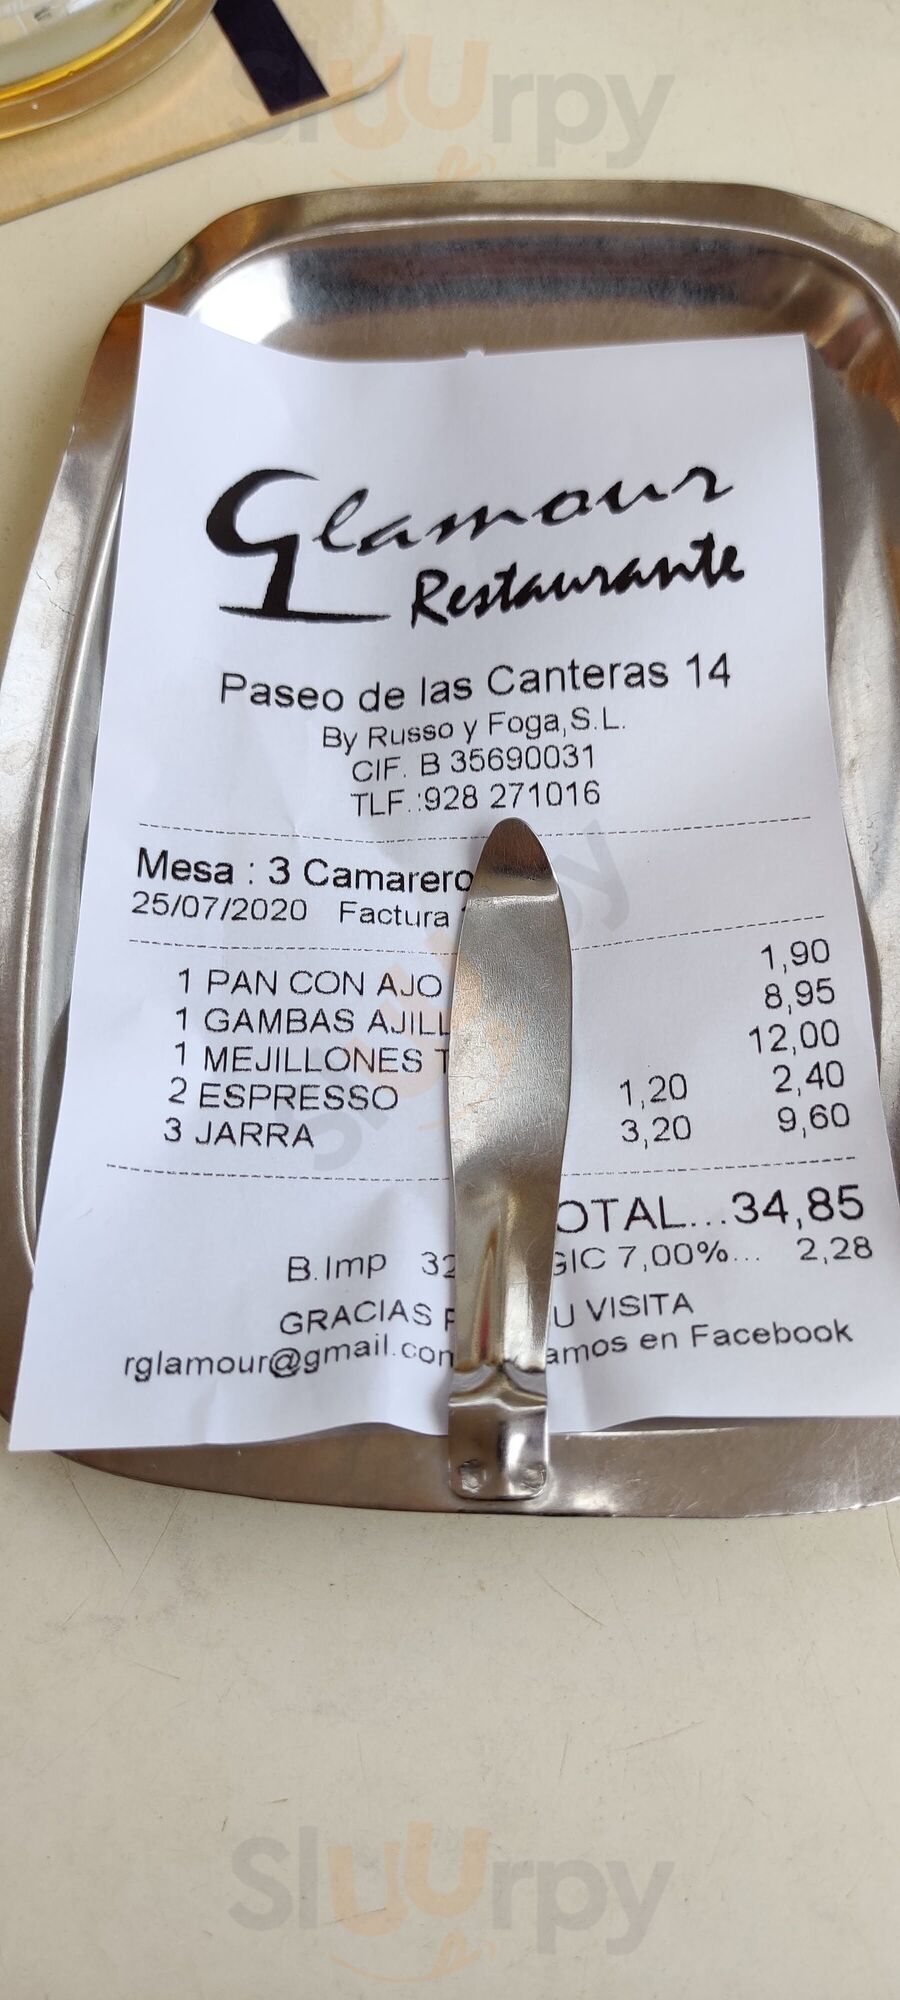 Sluurpy
Glamour
Restaurante
Paseo de las Canteras 14
By Russo y Foga,S.L.
CIF. B 35690031
TLF.:928 271016
Mesa : 3 Camarero
25/07/2020 Factura
1 PAN CON AJO 1,90
1 GAMBAS AJILL 8,95
1 MEJILLONES T 12,00
2 ESPRESSO 1,20 2,40
3 JARRA 3,20 9,60
OTAL...34,85
B.Imp 32 GIC 7,00%... 2,28
GRACIAS P U VISITA
rglamour@gmail.com amos en Facebook
Sluurpy